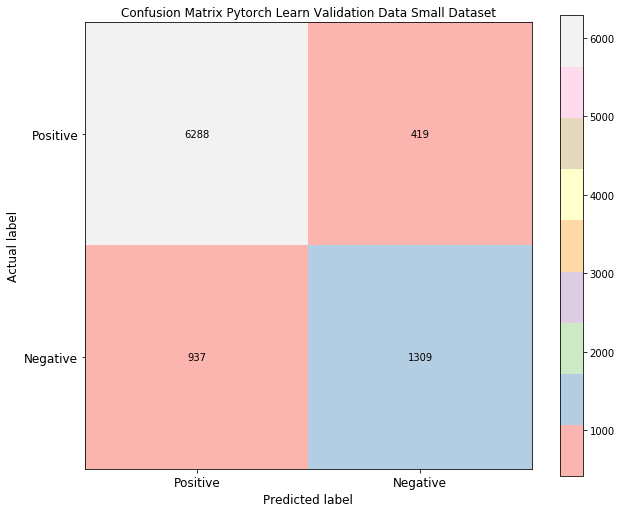 Confusion Matrix Pytorch Learn Validation Data Small Dataset
6000
5000
4000
3000
2000
1000
Positive
6288
419
Actual label
Negative
937
1309
Positive
Negative
Predicted label